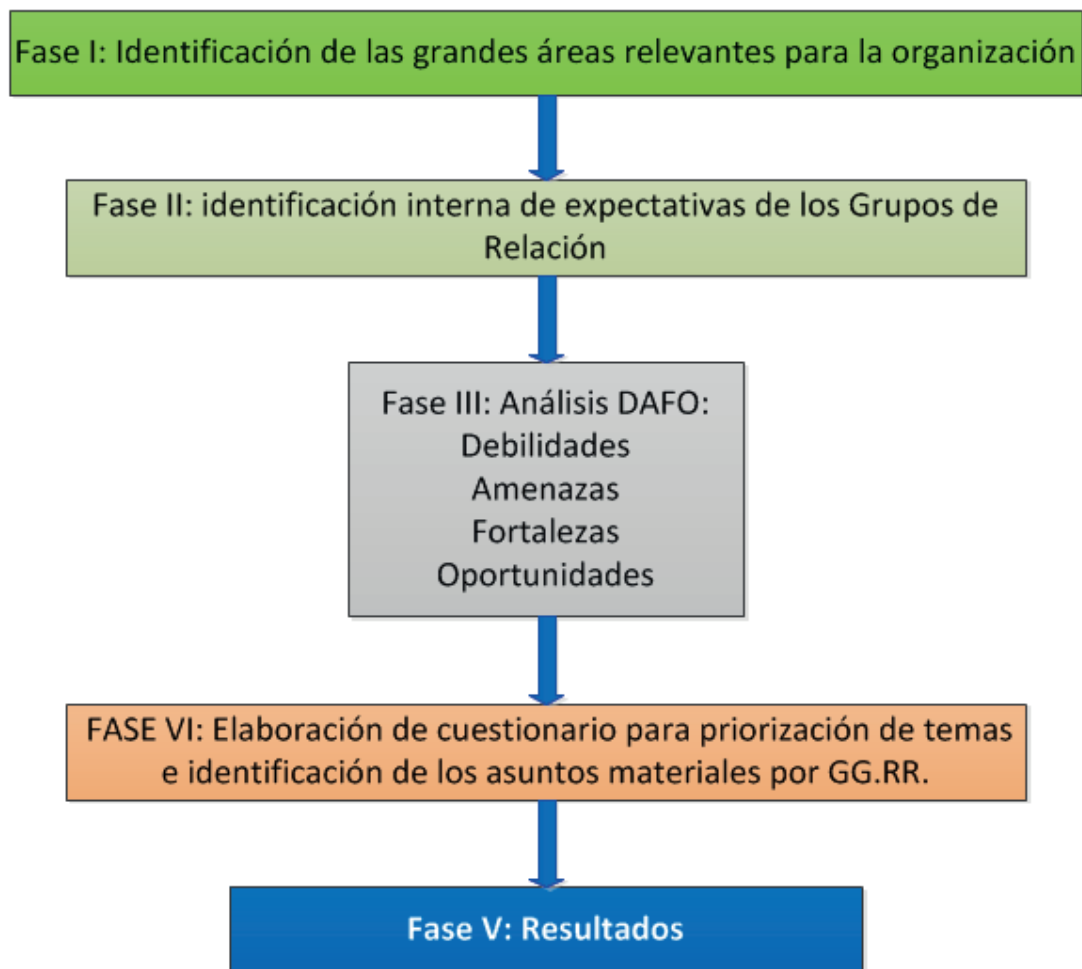 Fase I: Identificación de las grandes áreas relevantes para la organización
Fase II: identificación interna de expectativas de los Grupos de
Relación
Fase III: Análisis DAFO:
Debilidades
Amenazas
Fortalezas
Oportunidades
FASE VI: Elaboración de cuestionario para priorización de temas
e identificación de los asuntos materiales por GG.RR.
Fase V: Resultados